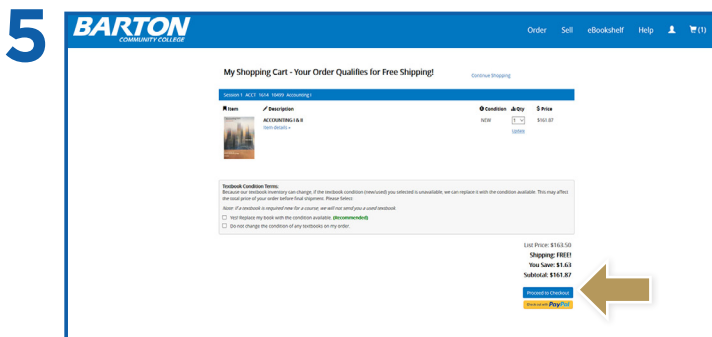 5
BARTON
COMMUNITY COLLEGE
Order Sell eBookshelf Help (1)
My Shopping Cart - Your Order Qualifies for Free Shipping!
Continue Shopping
Session 1 ACCT 1614 10499 Accounting I
Item Description Condition Qty $ Price
ACCOUNTING I & II NEW 1 $161.87
Item details »
Update
Textbook Condition Terms:
Because our textbook inventory can change, if the textbook condition (new/used) you selected is unavailable, we can replace it with the condition available. This may affect
the total price of your order before final shipment. Please Select:
Note: If a textbook is required new for a course, we will not send you a used textbook
Yes! Replace my book with the condition available. (Recommended)
Do not change the condition of any textbooks on my order.
List Price: $163.50
Shipping: FREE!
You Save: $1.63
Subtotal: $161.87
Proceed to Checkout
Check out with PayPal